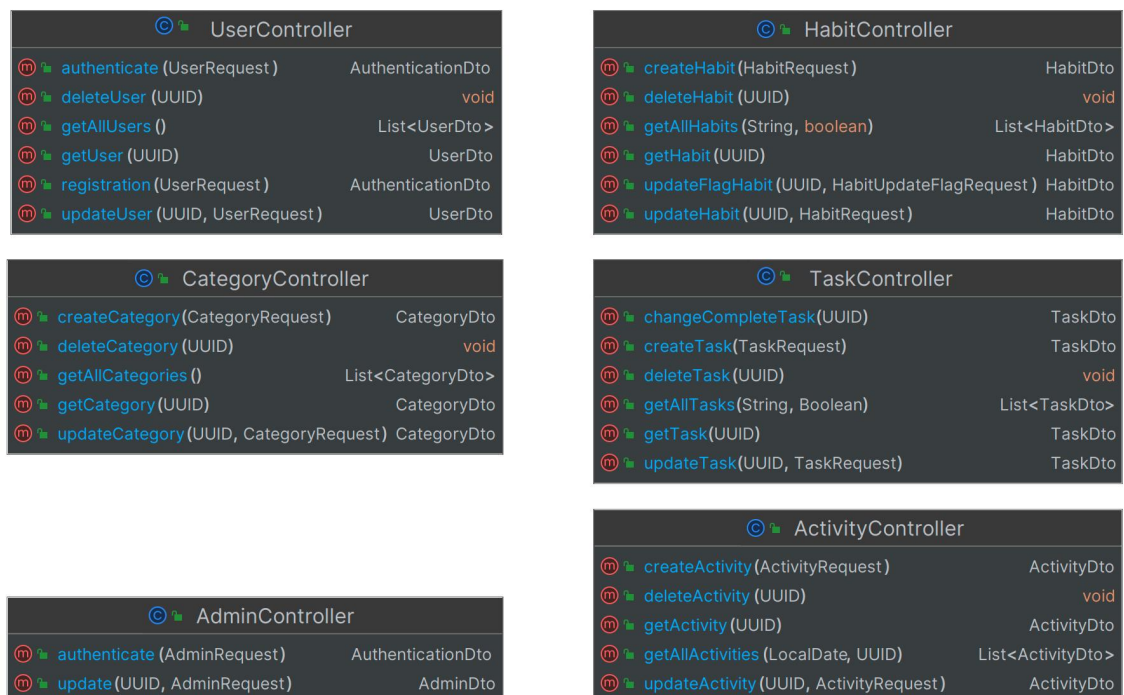 UserController
authenticate(UserRequest) AuthenticationDto
deleteUser(UUID) void
getAllUsers() List<UserDto>
getUser(UUID) UserDto
registration(UserRequest) AuthenticationDto
updateUser(UUID, UserRequest) UserDto
HabitController
createHabit(HabitRequest) HabitDto
deleteHabit(UUID) void
getAllHabits(String, boolean) List<HabitDto>
getHabit(UUID) HabitDto
updateFlagHabit(UUID, HabitUpdateFlagRequest) HabitDto
updateHabit(UUID, HabitRequest) HabitDto
CategoryController
createCategory(CategoryRequest) CategoryDto
deleteCategory(UUID) void
getAllCategories() List<CategoryDto>
getCategory(UUID) CategoryDto
updateCategory(UUID, CategoryRequest) CategoryDto
TaskController
changeCompleteTask(UUID) TaskDto
createTask(TaskRequest) TaskDto
deleteTask(UUID) void
getAllTasks(String, Boolean) List<TaskDto>
getTask(UUID) TaskDto
updateTask(UUID, TaskRequest) TaskDto
AdminController
authenticate(AdminRequest) AuthenticationDto
update(UUID, AdminRequest) AdminDto
ActivityController
createActivity(ActivityRequest) ActivityDto
deleteActivity(UUID) void
getActivity(UUID) ActivityDto
getAllActivities(LocalDate, UUID) List<ActivityDto>
updateActivity(UUID, ActivityRequest) ActivityDto